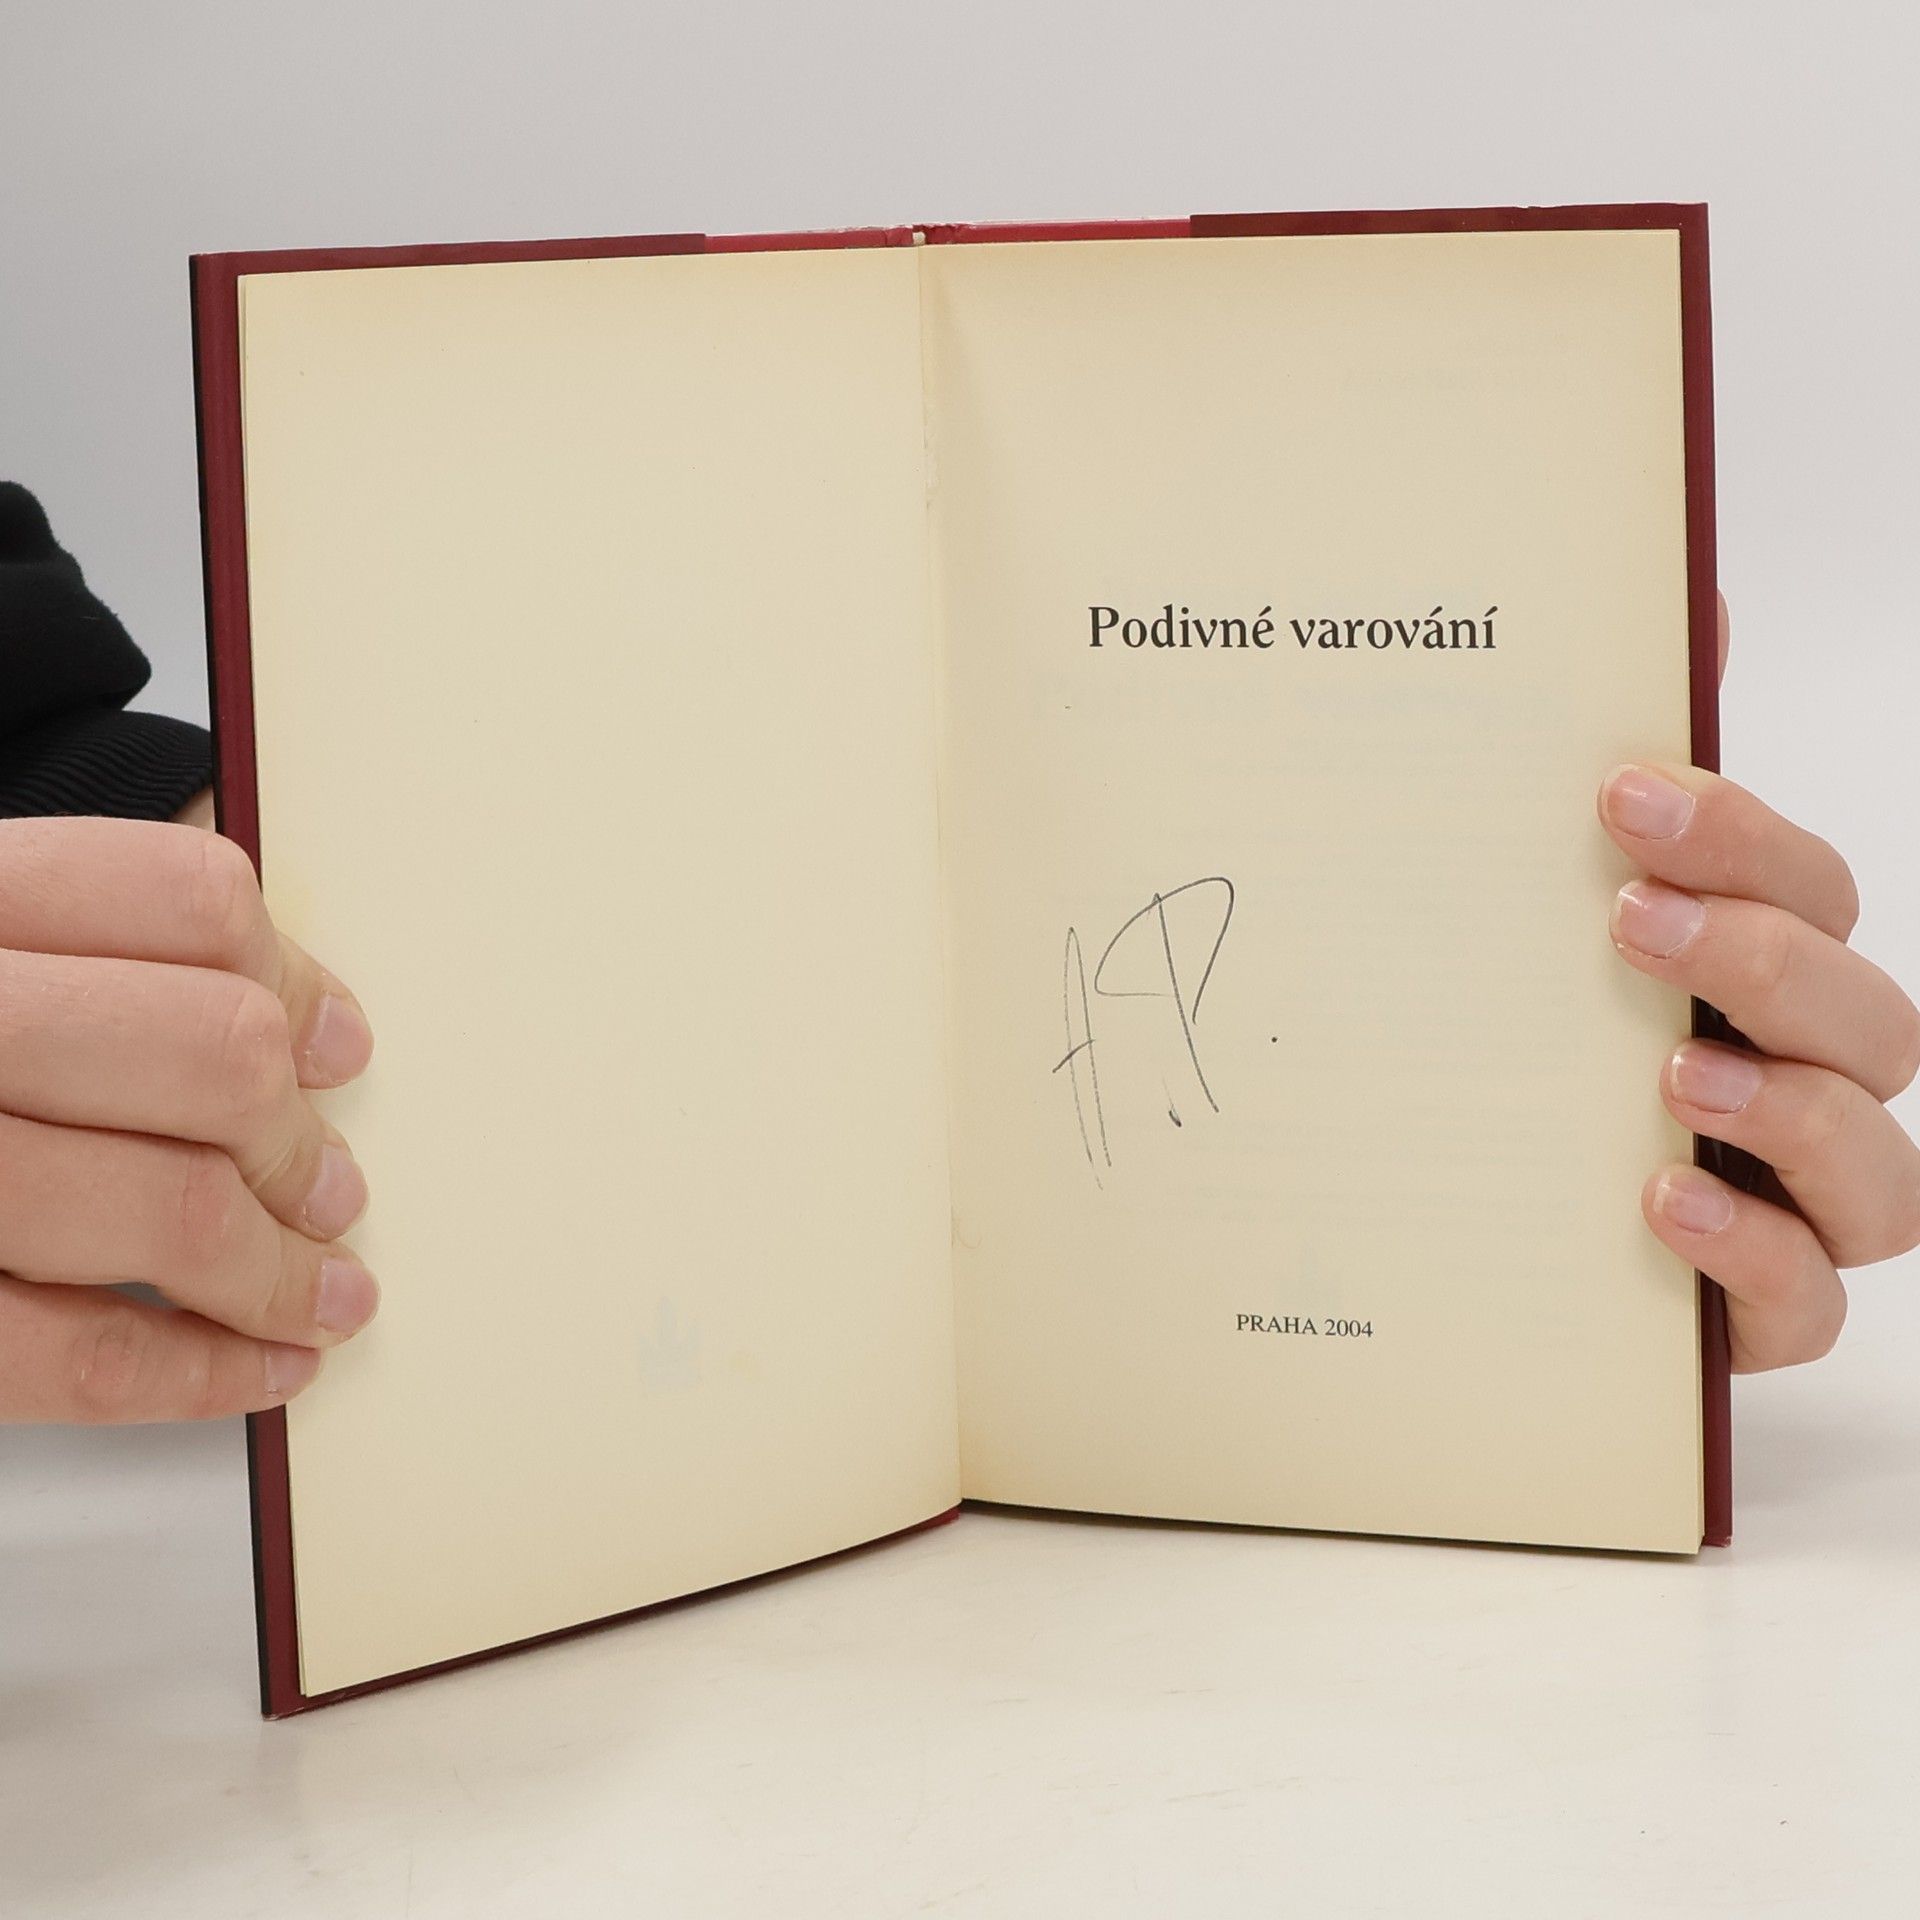 Podivné varování
PRAHA 2004